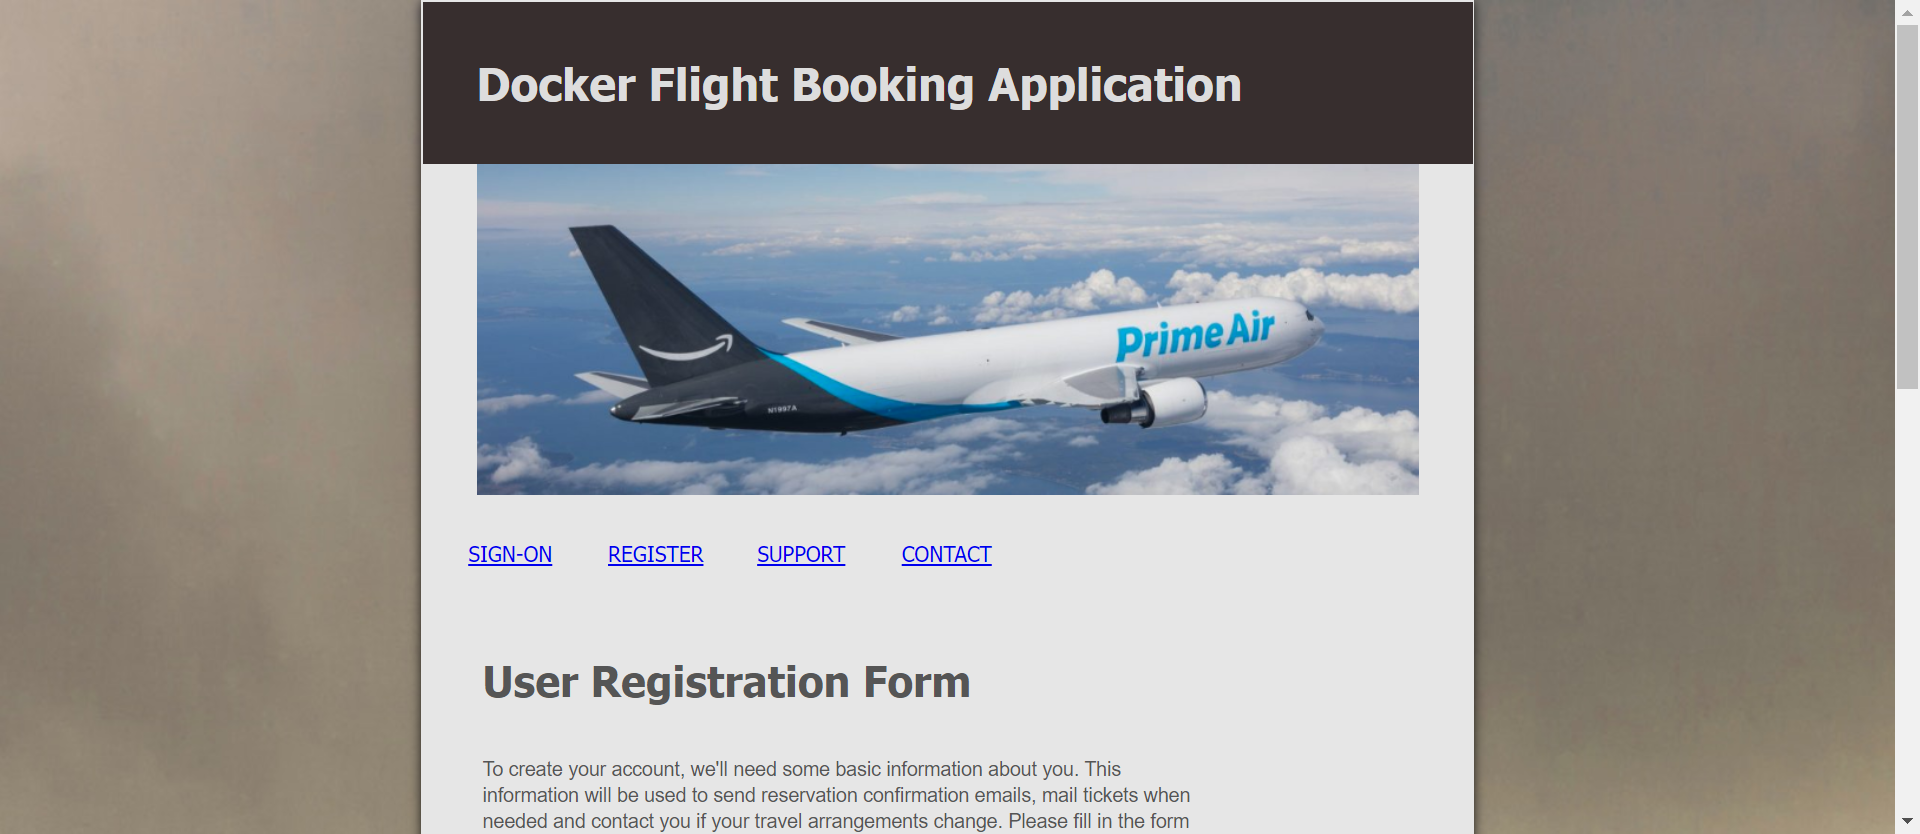 Docker Flight Booking Application
Prime Air
N1997A
SIGN-ON REGISTER SUPPORT CONTACT
User Registration Form
To create your account, we'll need some basic information about you. This
information will be used to send reservation confirmation emails, mail tickets when
needed and contact you if your travel arrangements change. Please fill in the form